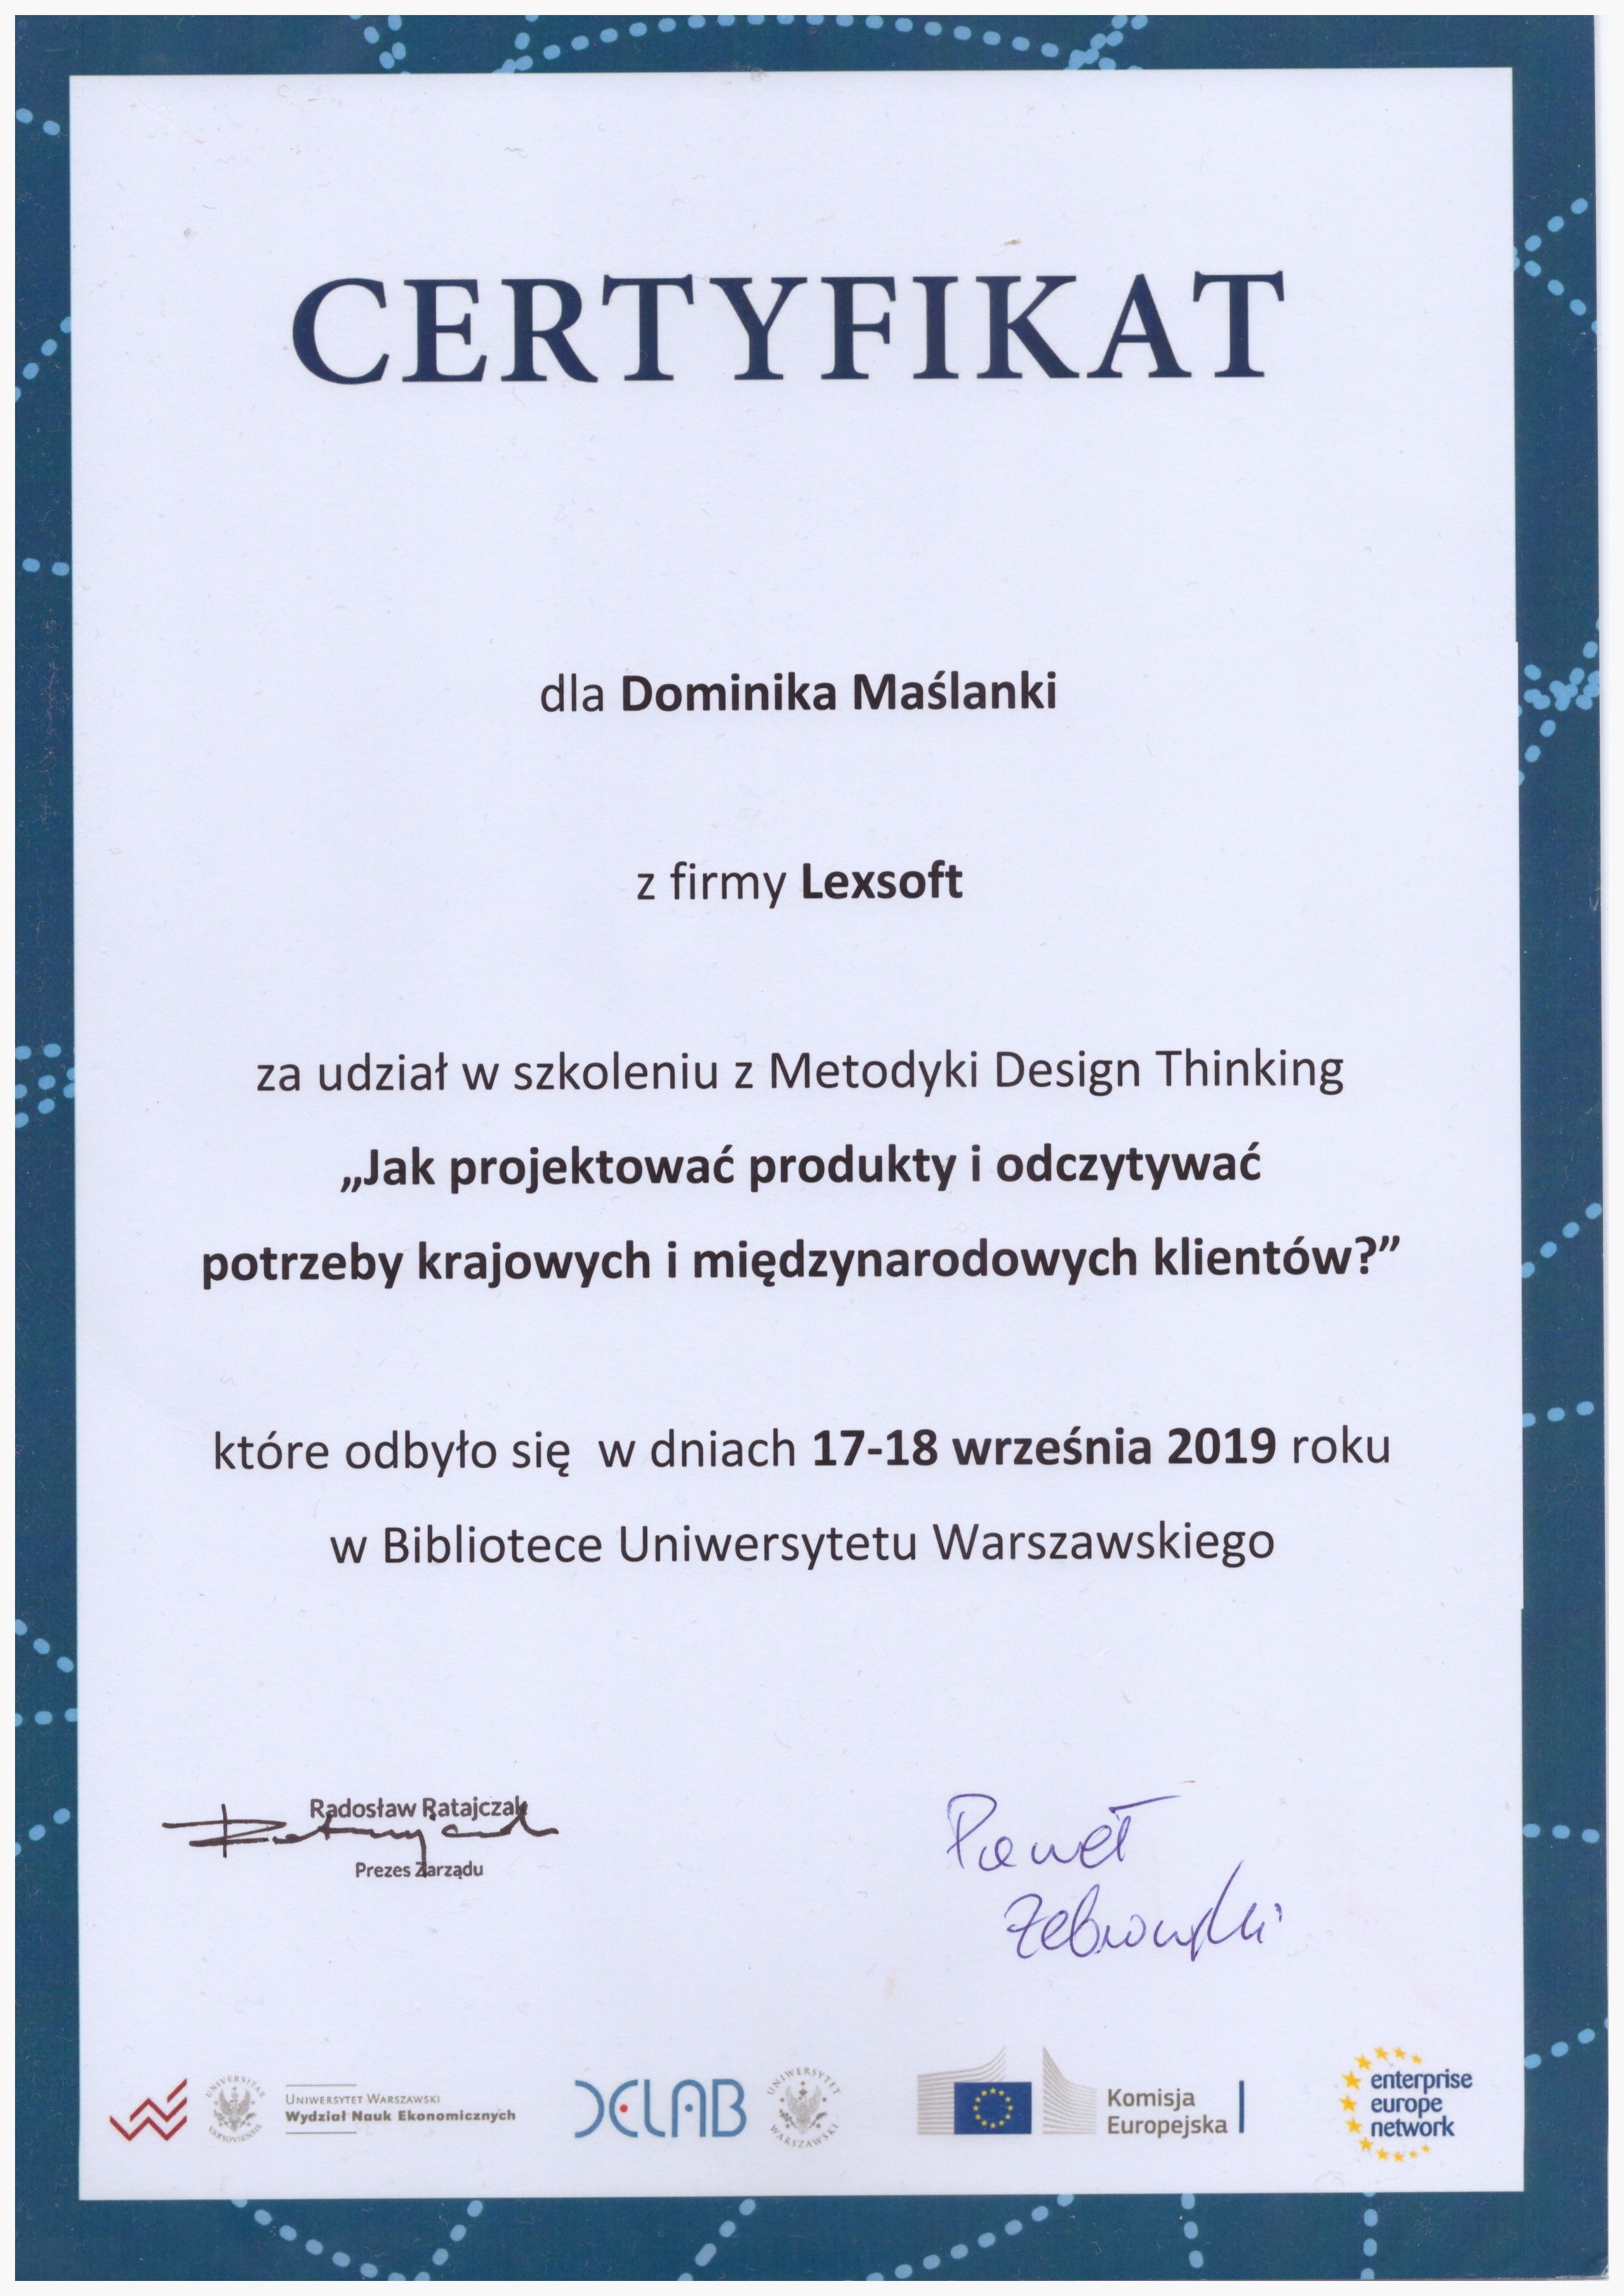 CERTYFIKAT
dla Dominika Maślanki
z firmy Lexsoft
za udział w szkoleniu z Metodyki Design Thinking
„Jak projektować produkty i odczytywać
potrzeby krajowych i międzynarodowych klientów?”
które odbyło się w dniach 17-18 września 2019 roku
w Bibliotece Uniwersytetu Warszawskiego
Radosław Ratajczak
Prezes Zarządu
Paweł
Żebrowski
UNIVERSITAS VARSOVIENSIS
UNIWERSYTET WARSZAWSKI
Wydział Nauk Ekonomicznych
DELAB
UNIWERSYTET WARSZAWSKI
Komisja
Europejska
enterprise
europe
network